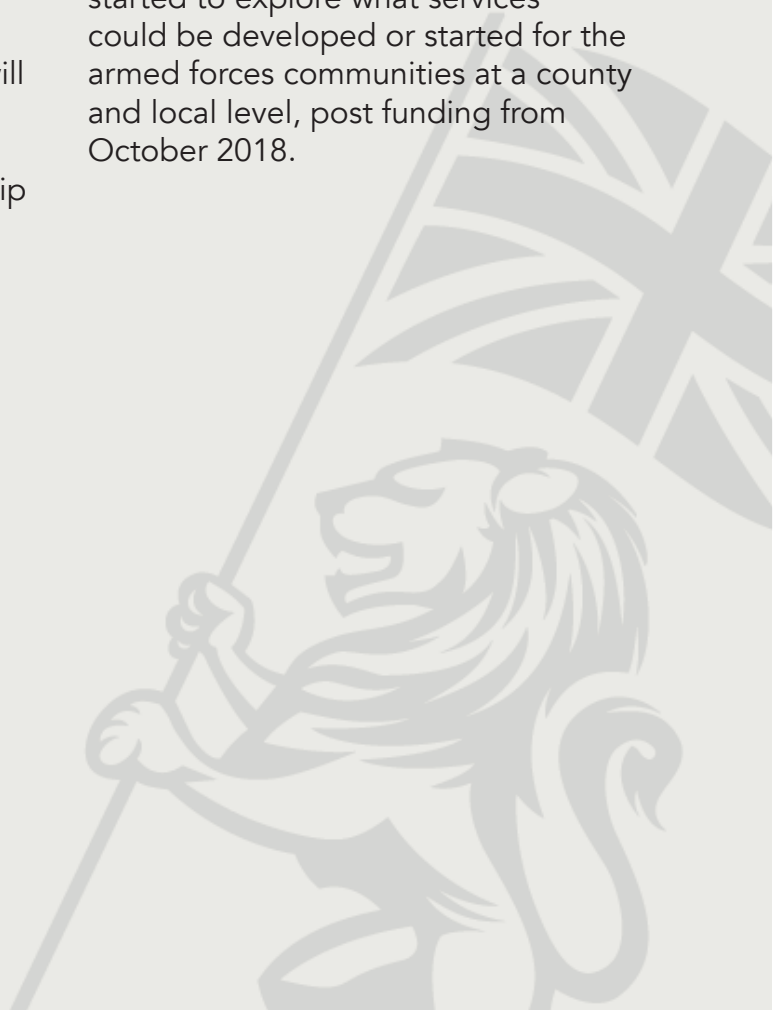 started to explore what services
could be developed or started for the
armed forces communities at a county
and local level, post funding from
October 2018.